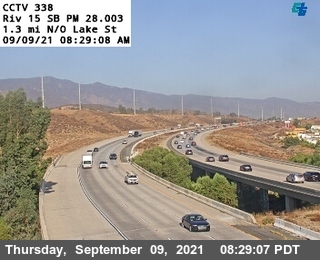 CCTV 338
Riv 15 SB PM 28.003
1.3 mi N/O Lake St
09/09/21 08:29:08 AM
Thursday, September 09, 2021 08:29:07 PDT